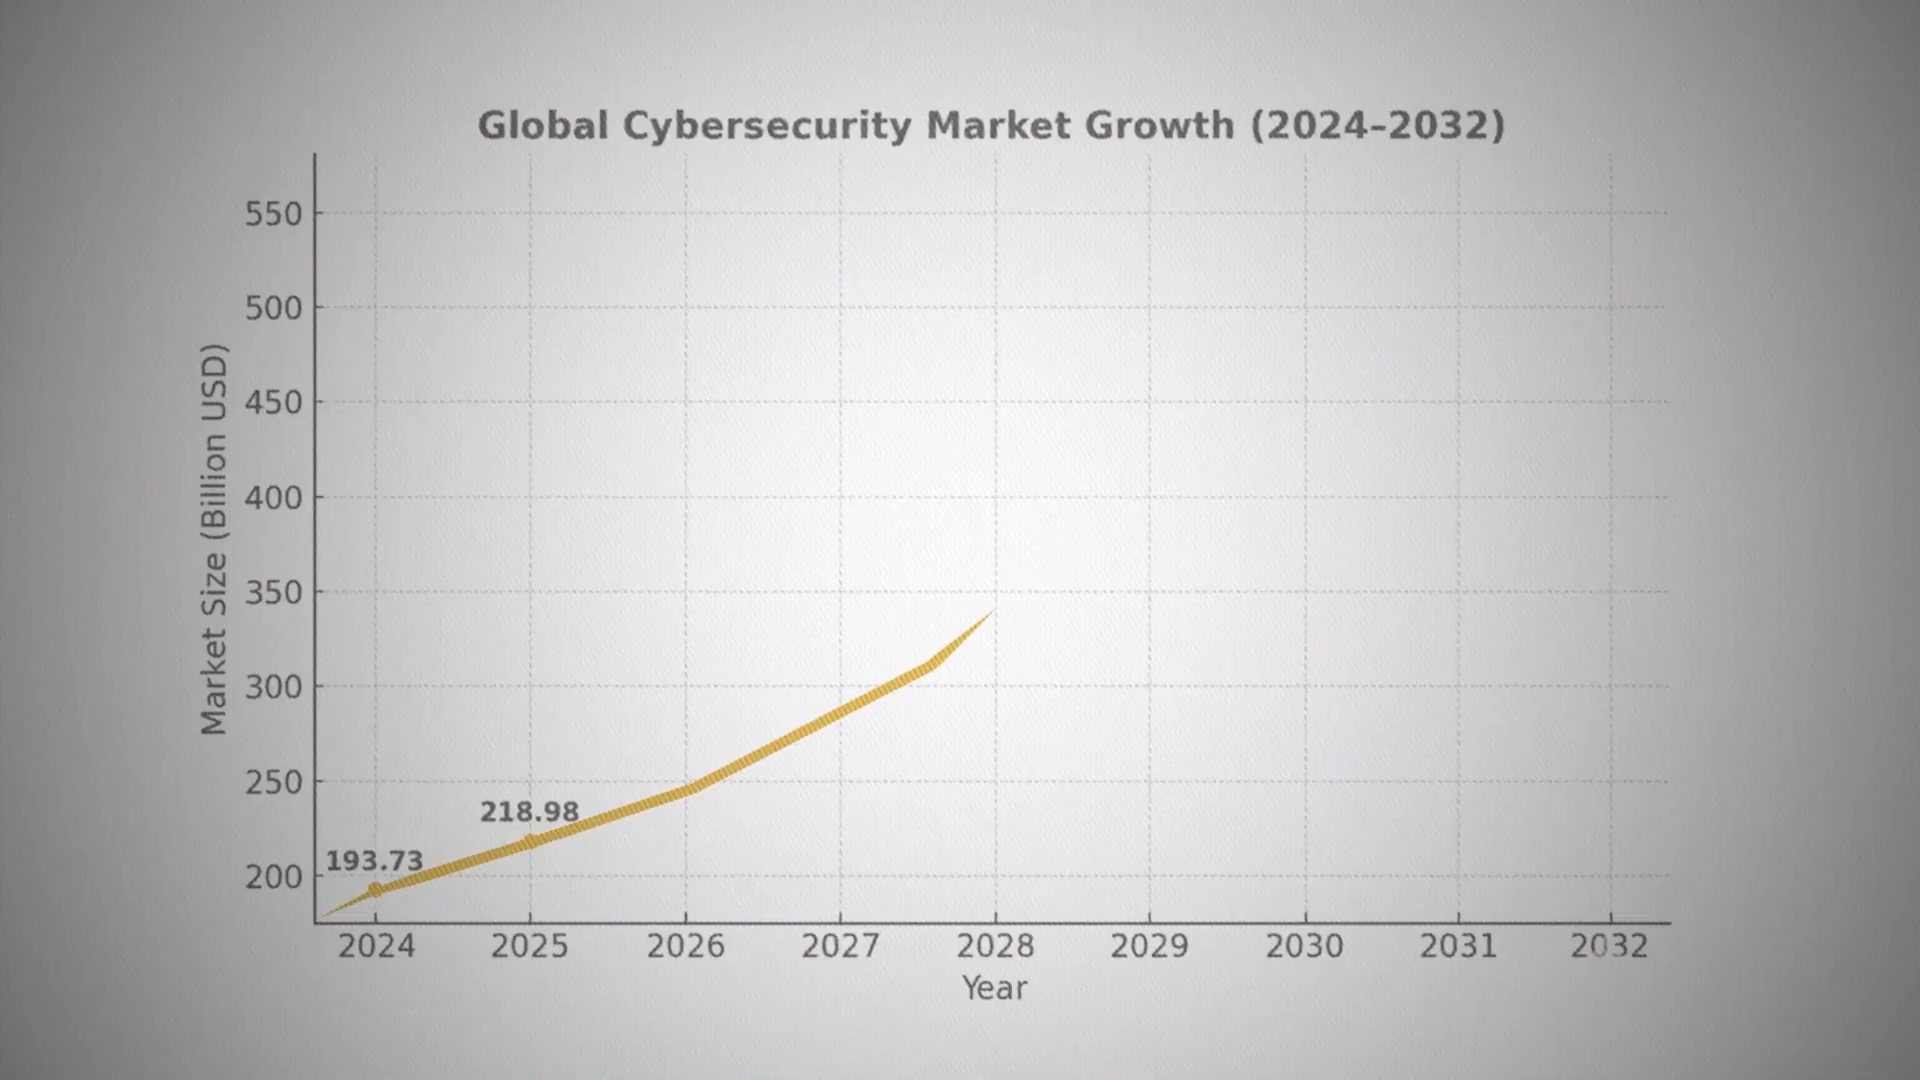 Global Cybersecurity Market Growth (2024–2032)
Market Size (Billion USD)
550
500
450
400
350
300
250
200
218.98
193.73
2024 2025 2026 2027 2028 2029 2030 2031 2032
Year